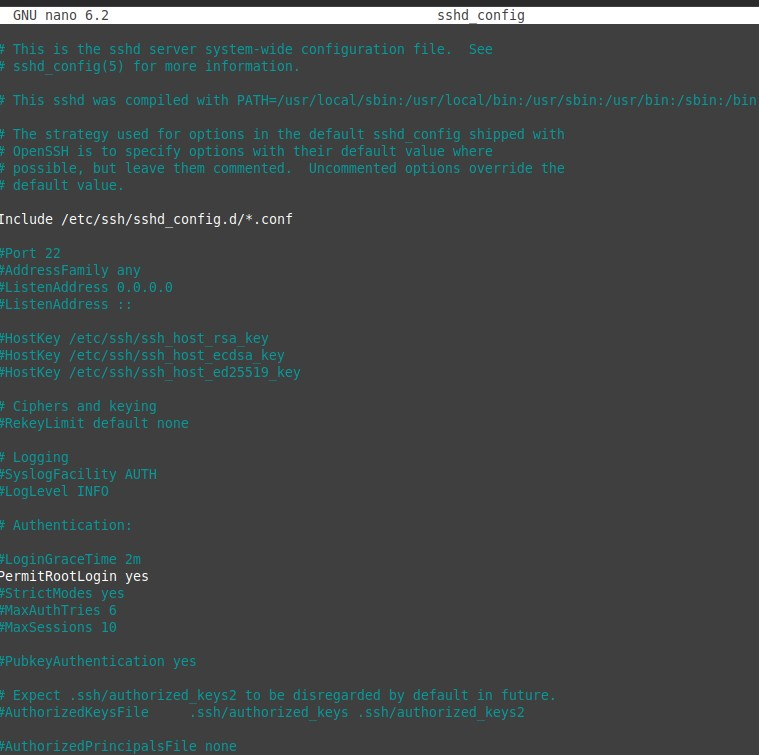 GNU nano 6.2 sshd_config
# This is the sshd server system-wide configuration file.  See
# sshd_config(5) for more information.
# This sshd was compiled with PATH=/usr/local/sbin:/usr/local/bin:/usr/sbin:/usr/bin:/sbin:/bin
# The strategy used for options in the default sshd_config shipped with
# OpenSSH is to specify options with their default value where
# possible, but leave them commented.  Uncommented options override the
# default value.
Include /etc/ssh/sshd_config.d/*.conf
#Port 22
#AddressFamily any
#ListenAddress 0.0.0.0
#ListenAddress ::
#HostKey /etc/ssh/ssh_host_rsa_key
#HostKey /etc/ssh/ssh_host_ecdsa_key
#HostKey /etc/ssh/ssh_host_ed25519_key
# Ciphers and keying
#RekeyLimit default none
# Logging
#SyslogFacility AUTH
#LogLevel INFO
# Authentication:
#LoginGraceTime 2m
PermitRootLogin yes
#StrictModes yes
#MaxAuthTries 6
#MaxSessions 10
#PubkeyAuthentication yes
# Expect .ssh/authorized_keys2 to be disregarded by default in future.
#AuthorizedKeysFile     .ssh/authorized_keys .ssh/authorized_keys2
#AuthorizedPrincipalsFile none